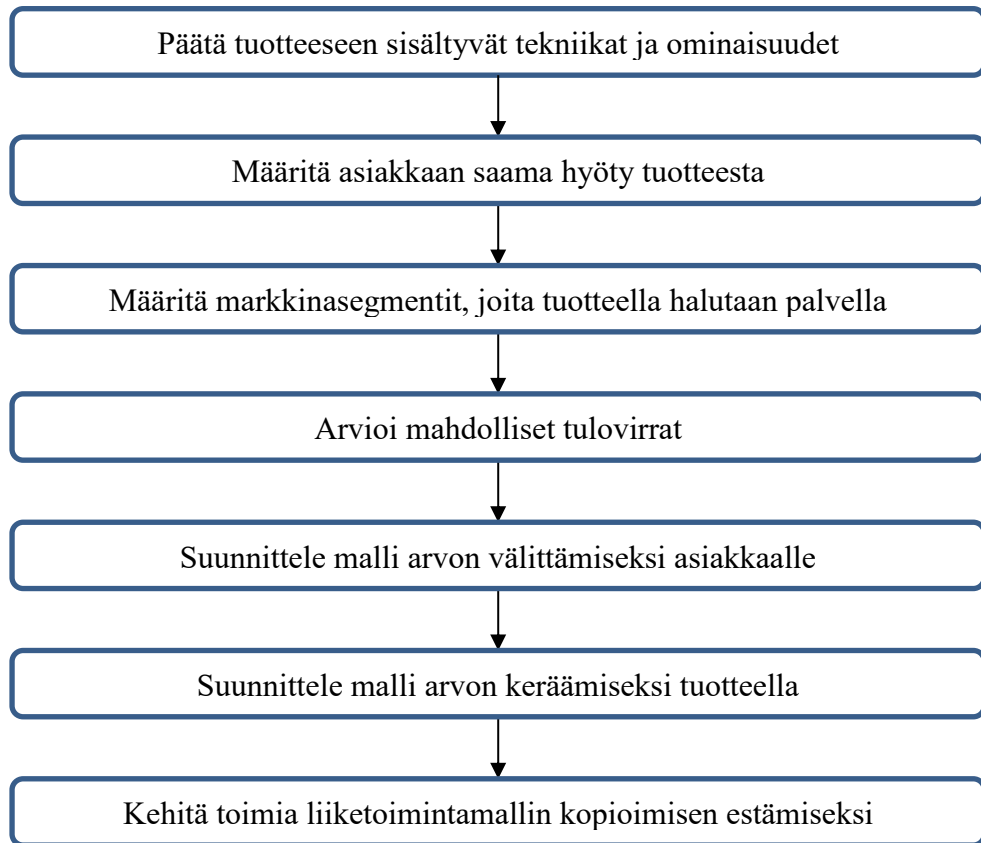 Päätä tuotteeseen sisältyvät tekniikat ja ominaisuudet
Määritä asiakkaan saama hyöty tuotteesta
Määritä markkinasegmentit, joita tuotteella halutaan palvella
Arvioi mahdolliset tulovirrat
Suunnittele malli arvon välittämiseksi asiakkaalle
Suunnittele malli arvon keräämiseksi tuotteella
Kehitä toimia liiketoimintamallin kopioimisen estämiseksi